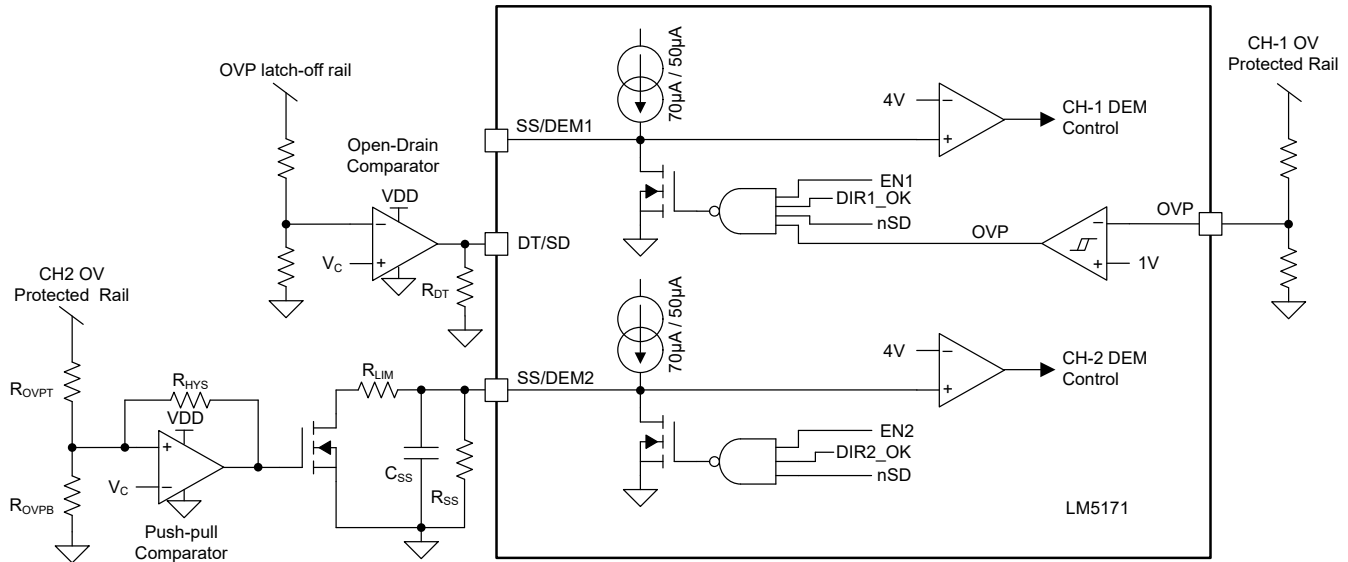 OVP latch-off rail
70µA / 50µA
4V
CH-1 DEM
Control
CH-1 OV
Protected Rail
SS/DEM1
Open-Drain
Comparator
VDD
EN1
DIR1_OK
nSD
OVP
OVP
1V
DT/SD
VC
RDT
CH2 OV
Protected Rail
70µA / 50µA
4V
CH-2 DEM
Control
RLIM
SS/DEM2
ROVPT
RHYS
VDD
EN2
DIR2_OK
nSD
CSS
RSS
VC
ROVPB
Push-pull
Comparator
LM5171